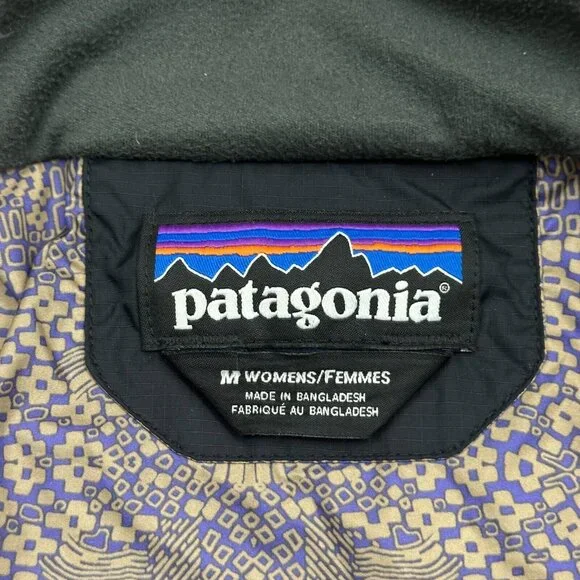 patagonia®
M WOMENS/FEMMES
MADE IN BANGLADESH
FABRIQUÉ AU BANGLADESH